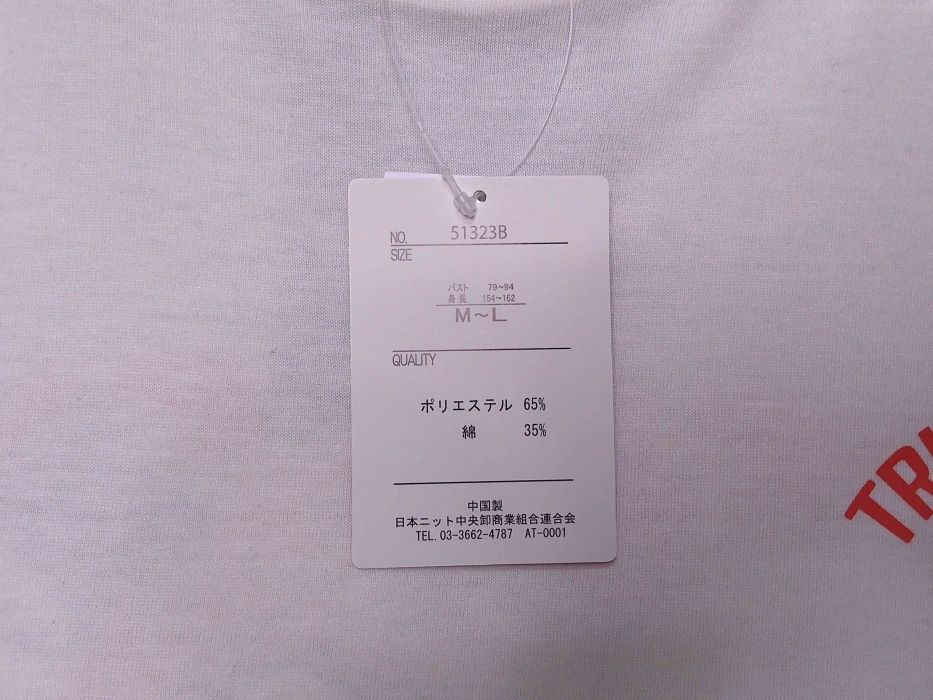 NO. 51323B
SIZE
バスト 79~94
身長 154~162
M~L
QUALITY
ポリエステル 65%
綿 35%
中国製
日本ニット中央卸商業組合連合会
TEL.03-3662-4787 AT-0001
TR